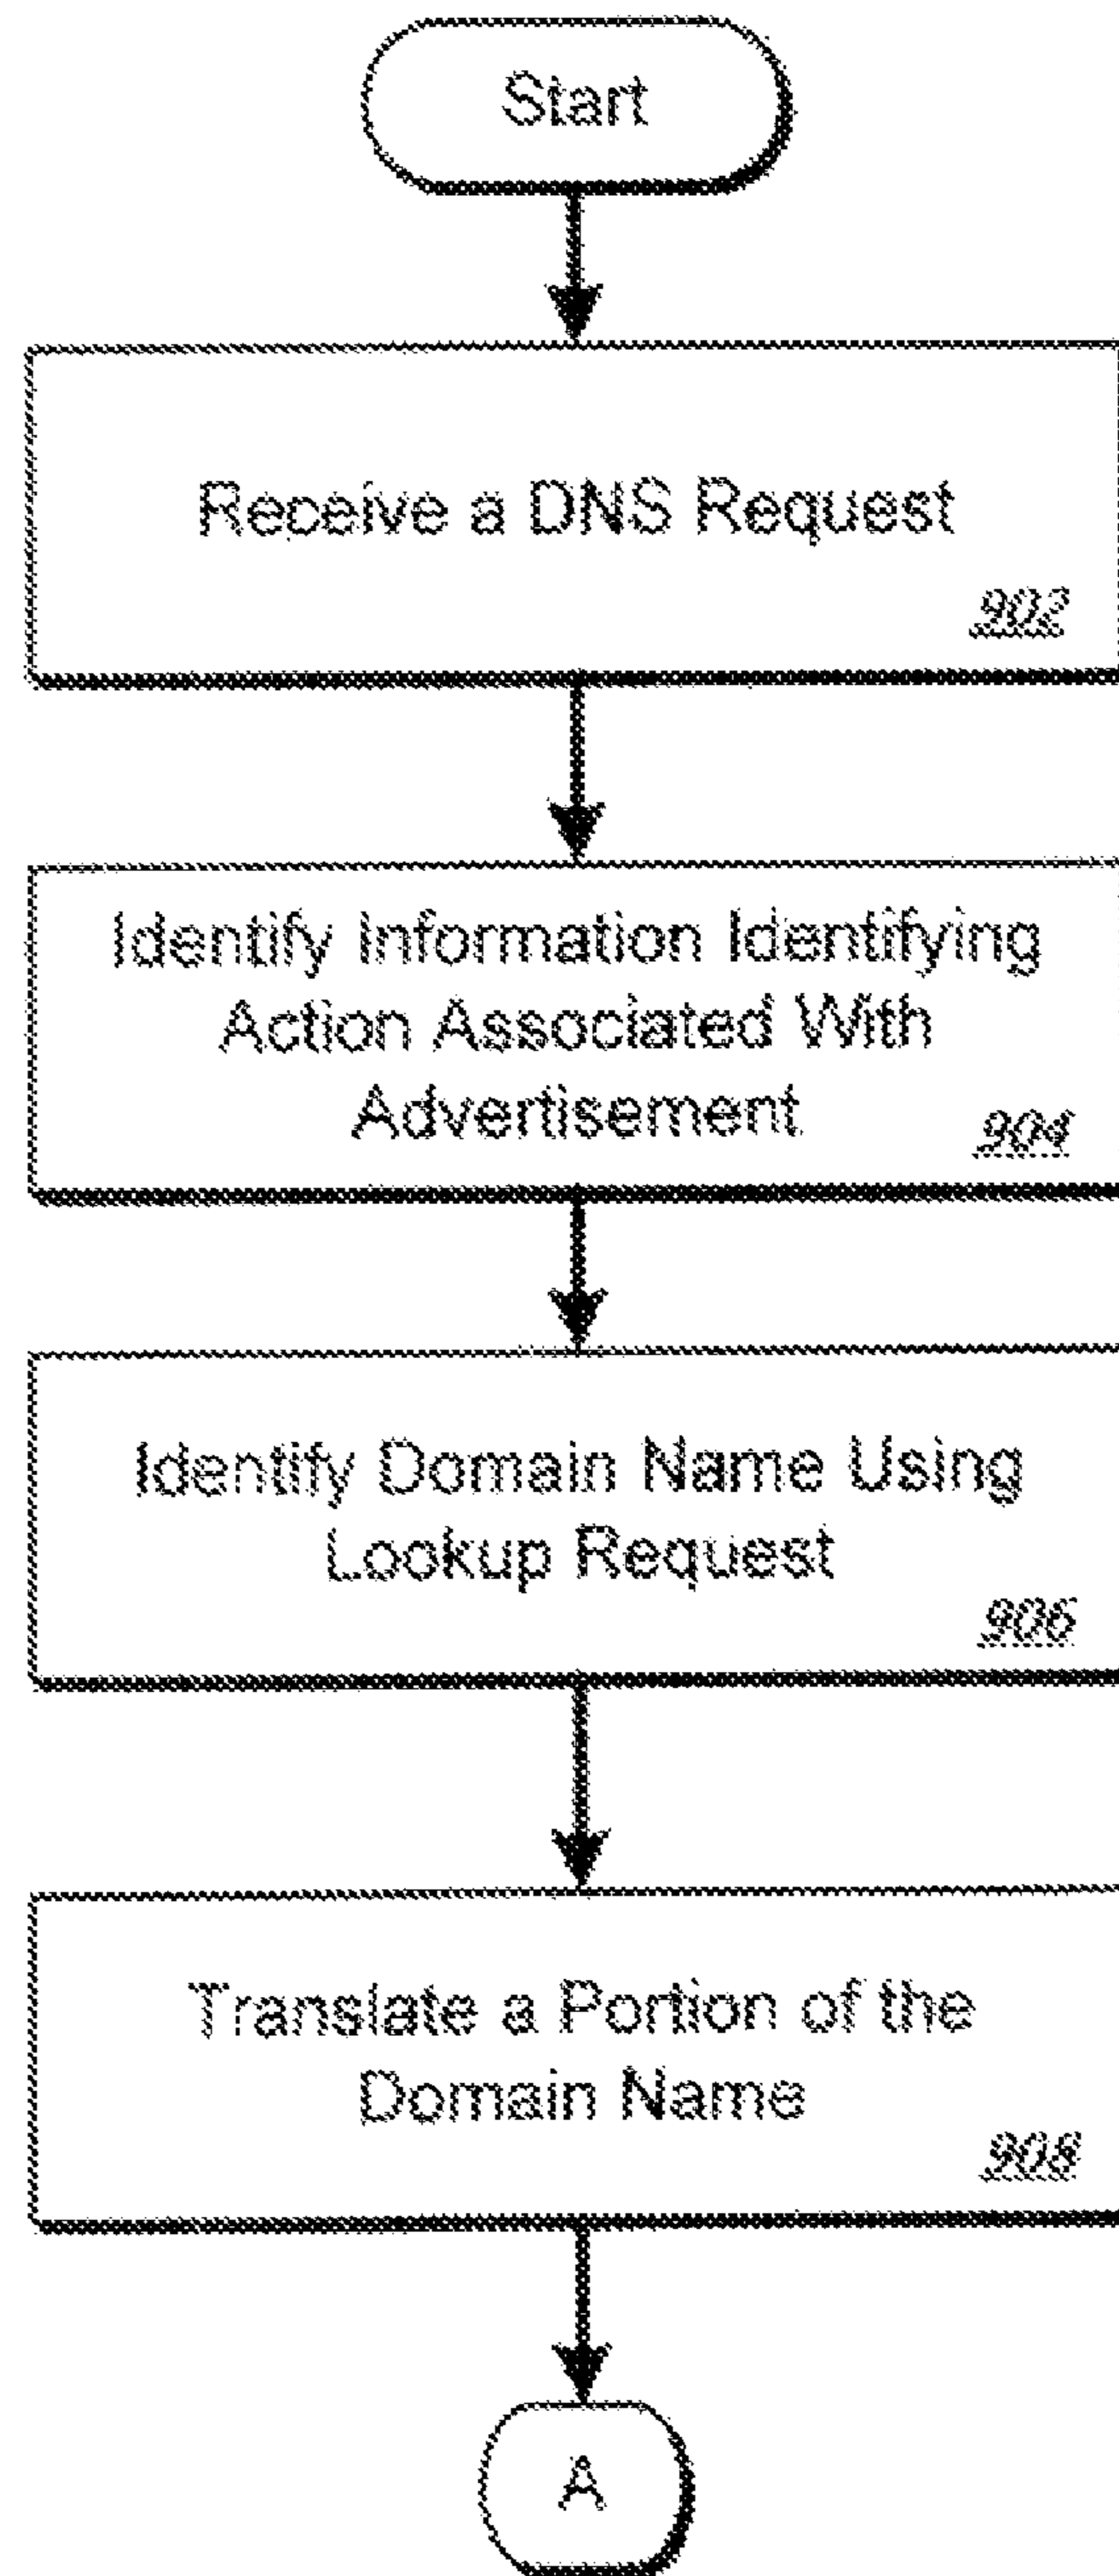 Start
Receive a DNS Request
902
Identify Information Identifying
Action Associated With
Advertisement
904
Identify Domain Name Using
Lookup Request
906
Translate a Portion of the
Domain Name
908
A